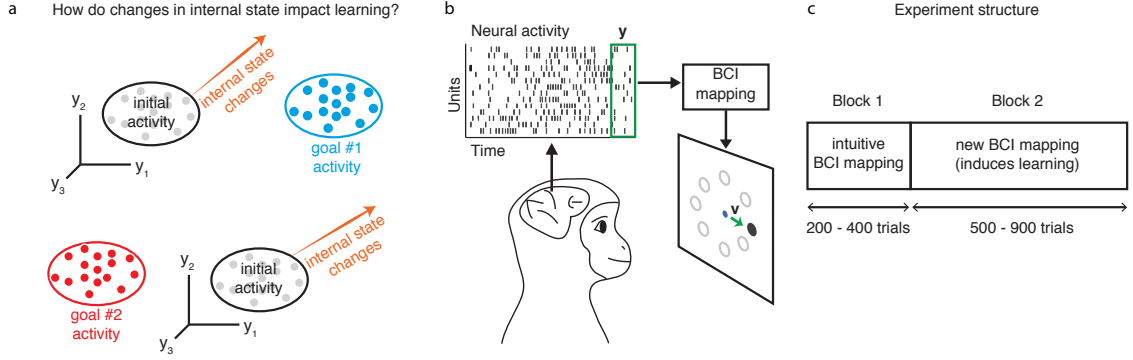 a
How do changes in internal state impact learning?
y2
y1
y3
initial
activity
internal state
changes
goal #1
activity
goal #2
activity
y2
y1
y3
initial
activity
internal state
changes
b
Neural activity
y
Units
Time
BCI
mapping
v
c
Experiment structure
Block 1
Block 2
intuitive
BCI mapping
new BCI mapping
(induces learning)
200 - 400 trials
500 - 900 trials